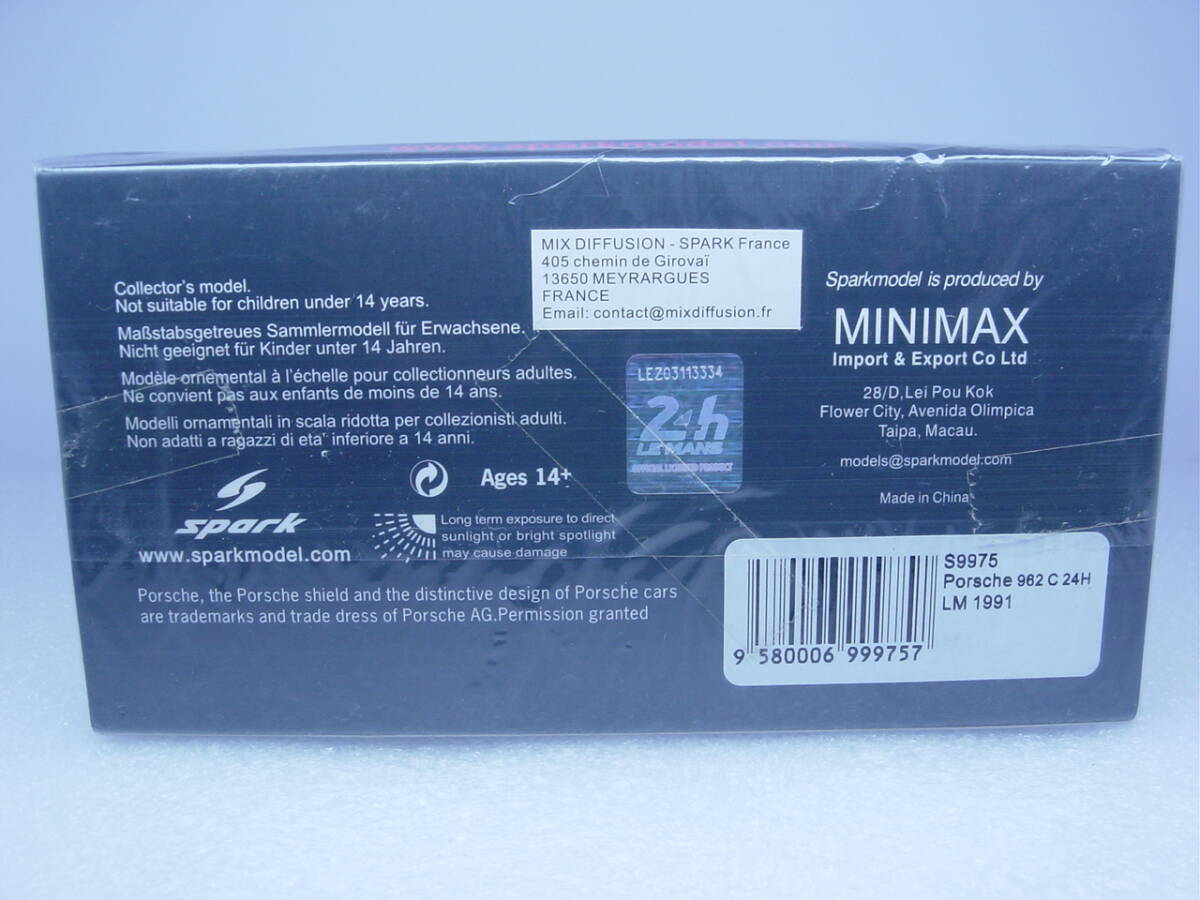 www.sparkmodel.com
Collector's model.
Not suitable for children under 14 years.
Maßstabsgetreues Sammlermodell für Erwachsene.
Nicht geeignet für Kinder unter 14 Jahren.
Modèle ornemental à l'échelle pour collectionneurs adultes.
Ne convient pas aux enfants de moins de 14 ans.
Modelli ornamentali in scala ridotta per collezionisti adulti.
Non adatti a ragazzi di eta' inferiore a 14 anni.
spark
www.sparkmodel.com
Ages 14+
Long term exposure to direct
sunlight or bright spotlight
may cause damage
Porsche, the Porsche shield and the distinctive design of Porsche cars
are trademarks and trade dress of Porsche AG.Permission granted
MIX DIFFUSION - SPARK France
405 chemin de Girovaï
13650 MEYRARGUES
FRANCE
Email: contact@mixdiffusion.fr
LEZ03113334
24h
LE MANS
OFFICIAL LICENSED PRODUCT
Sparkmodel is produced by
MINIMAX
Import & Export Co Ltd
28/D,Lei Pou Kok
Flower City, Avenida Olimpica
Taipa, Macau.
models@sparkmodel.com
Made in China
S9975
Porsche 962 C 24H
LM 1991
9 580006 999757